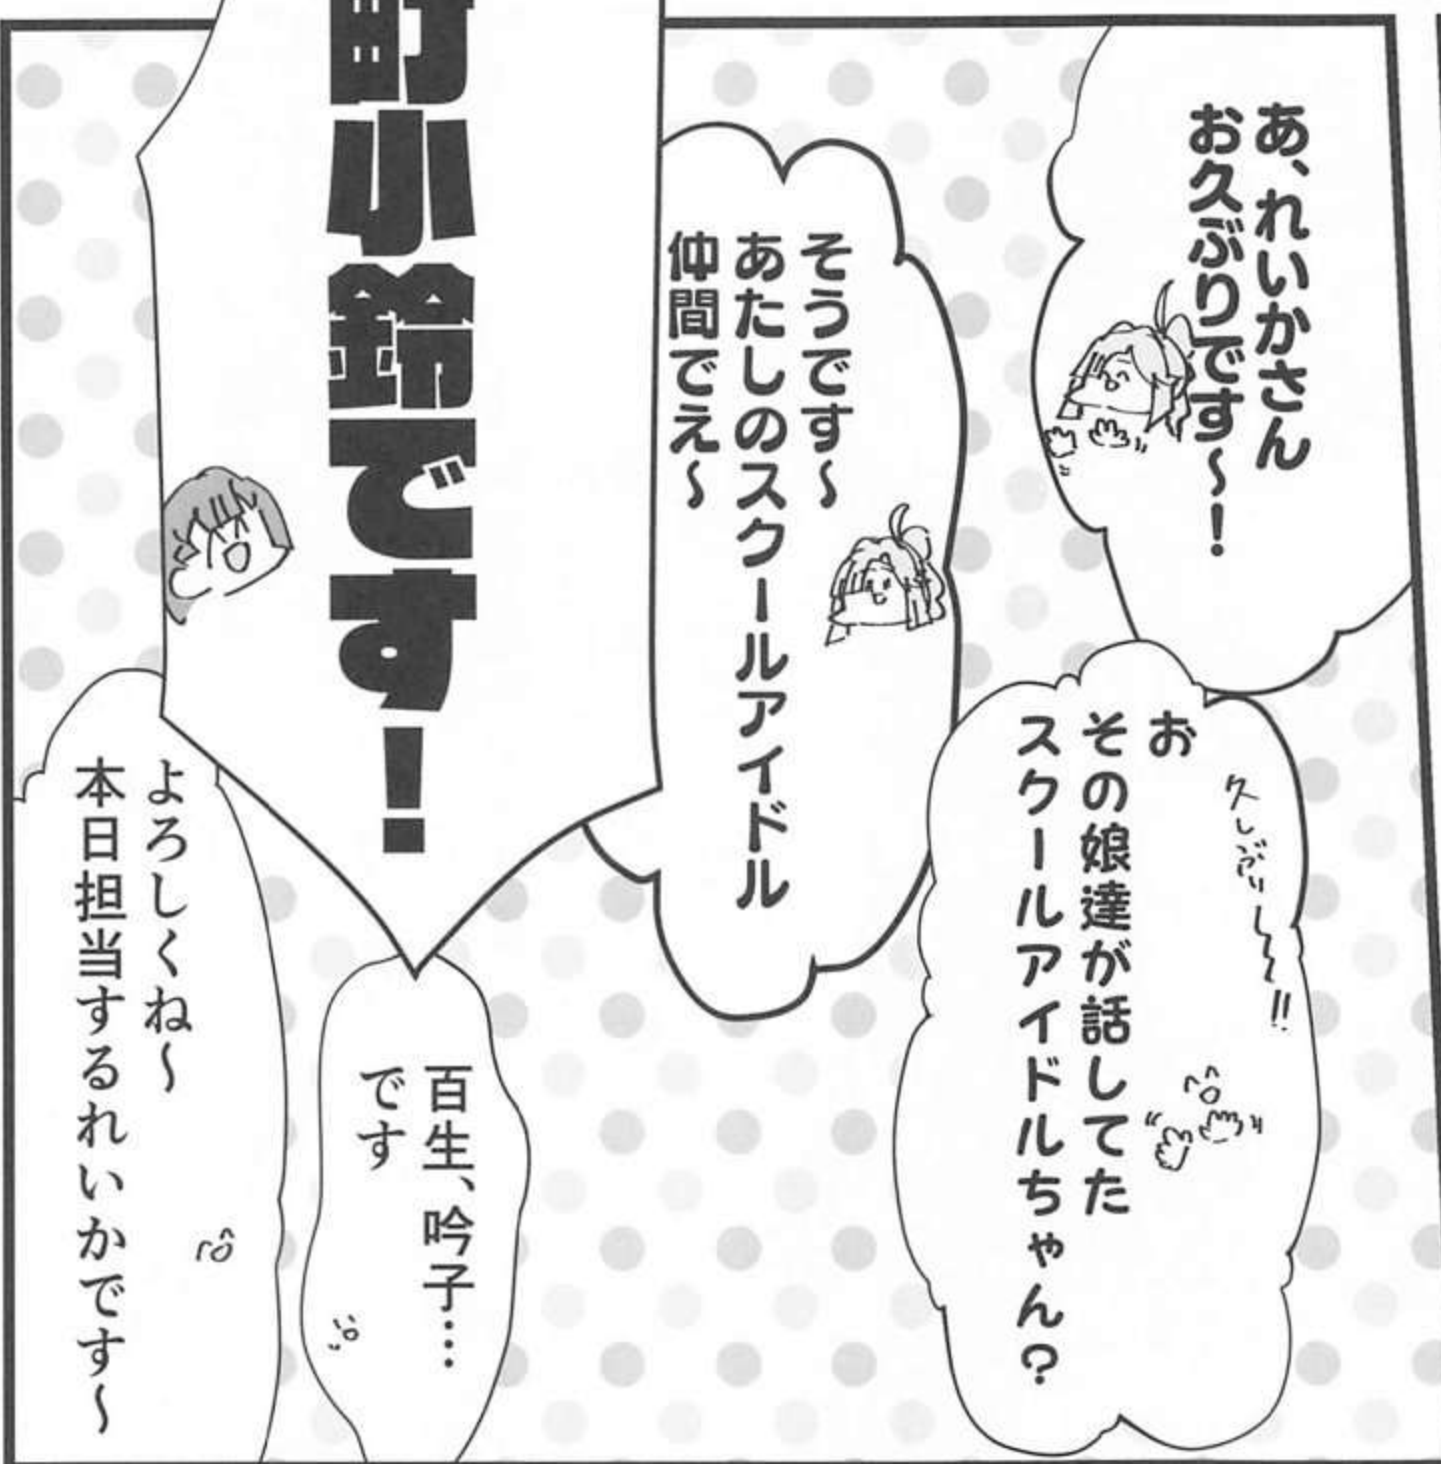 あ、れいかさん
お久ぶりです〜!
久しぶりし〜!!
お
その娘達が話してた
スクールアイドルちゃん?
そうです〜
あたしのスクールアイドル
仲間でえ〜
町小鈴です!
百生、吟子…
です
よろしくね〜
本日担当するれいかです〜